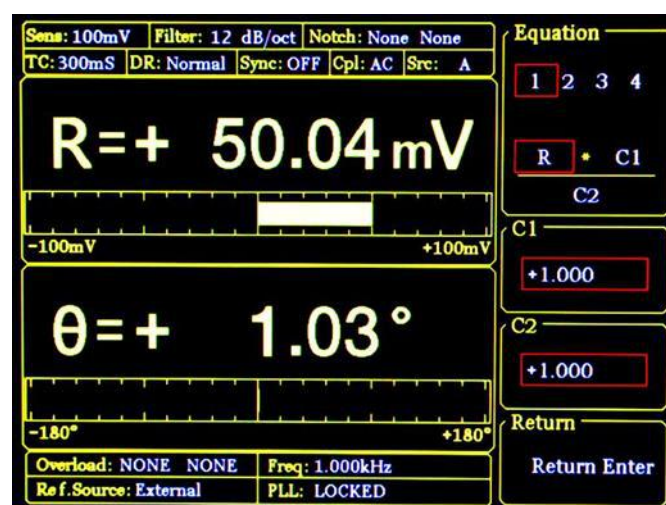 Sens: 100mV Filter: 12 dB/oct Notch: None None
TC: 300mS DR: Normal Sync: OFF Cpl: AC Src: A
R=+ 50.04 mV
-100mV +100mV
θ=+ 1.03°
-180° +180°
Overload: NONE NONE Freq: 1.000kHz
Ref.Source: External PLL: LOCKED
Equation
1 2 3 4
R * C1
C2
C1
+1.000
C2
+1.000
Return
Return Enter